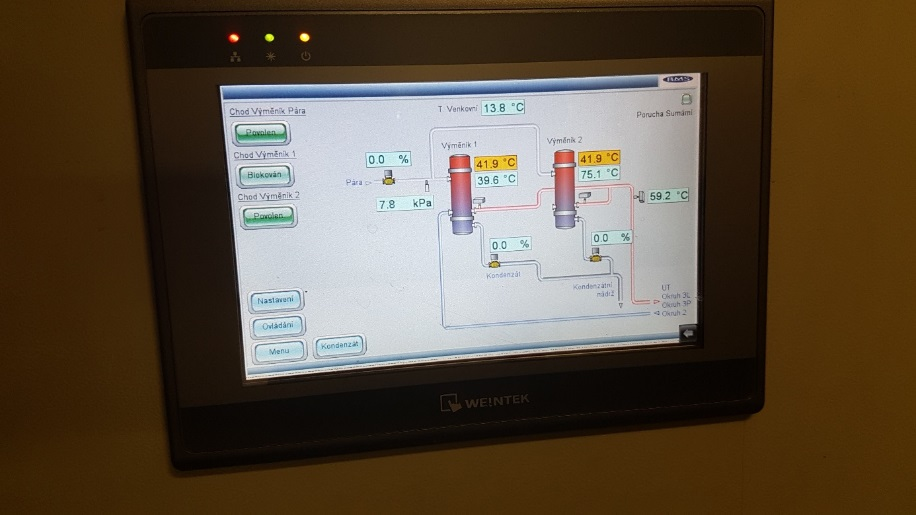 RMS
Chod Výměník Pára
Povolen
Chod Výměník 1
Blokován
Chod Výměník 2
Povolen
T. Venkovní 13.8 °C
Porucha Sumární
Výměník 1
Výměník 2
0.0 %
41.9 °C
39.6 °C
41.9 °C
75.1 °C
Pára
7.8 kPa
59.2 °C
0.0 %
0.0 %
Kondenzát
Kondenzátní
nádrž
UT
Okruh 3L
Okruh 3P
Okruh 2
Nastavení
Ovládání
Menu
Kondenzát
WEINTEK